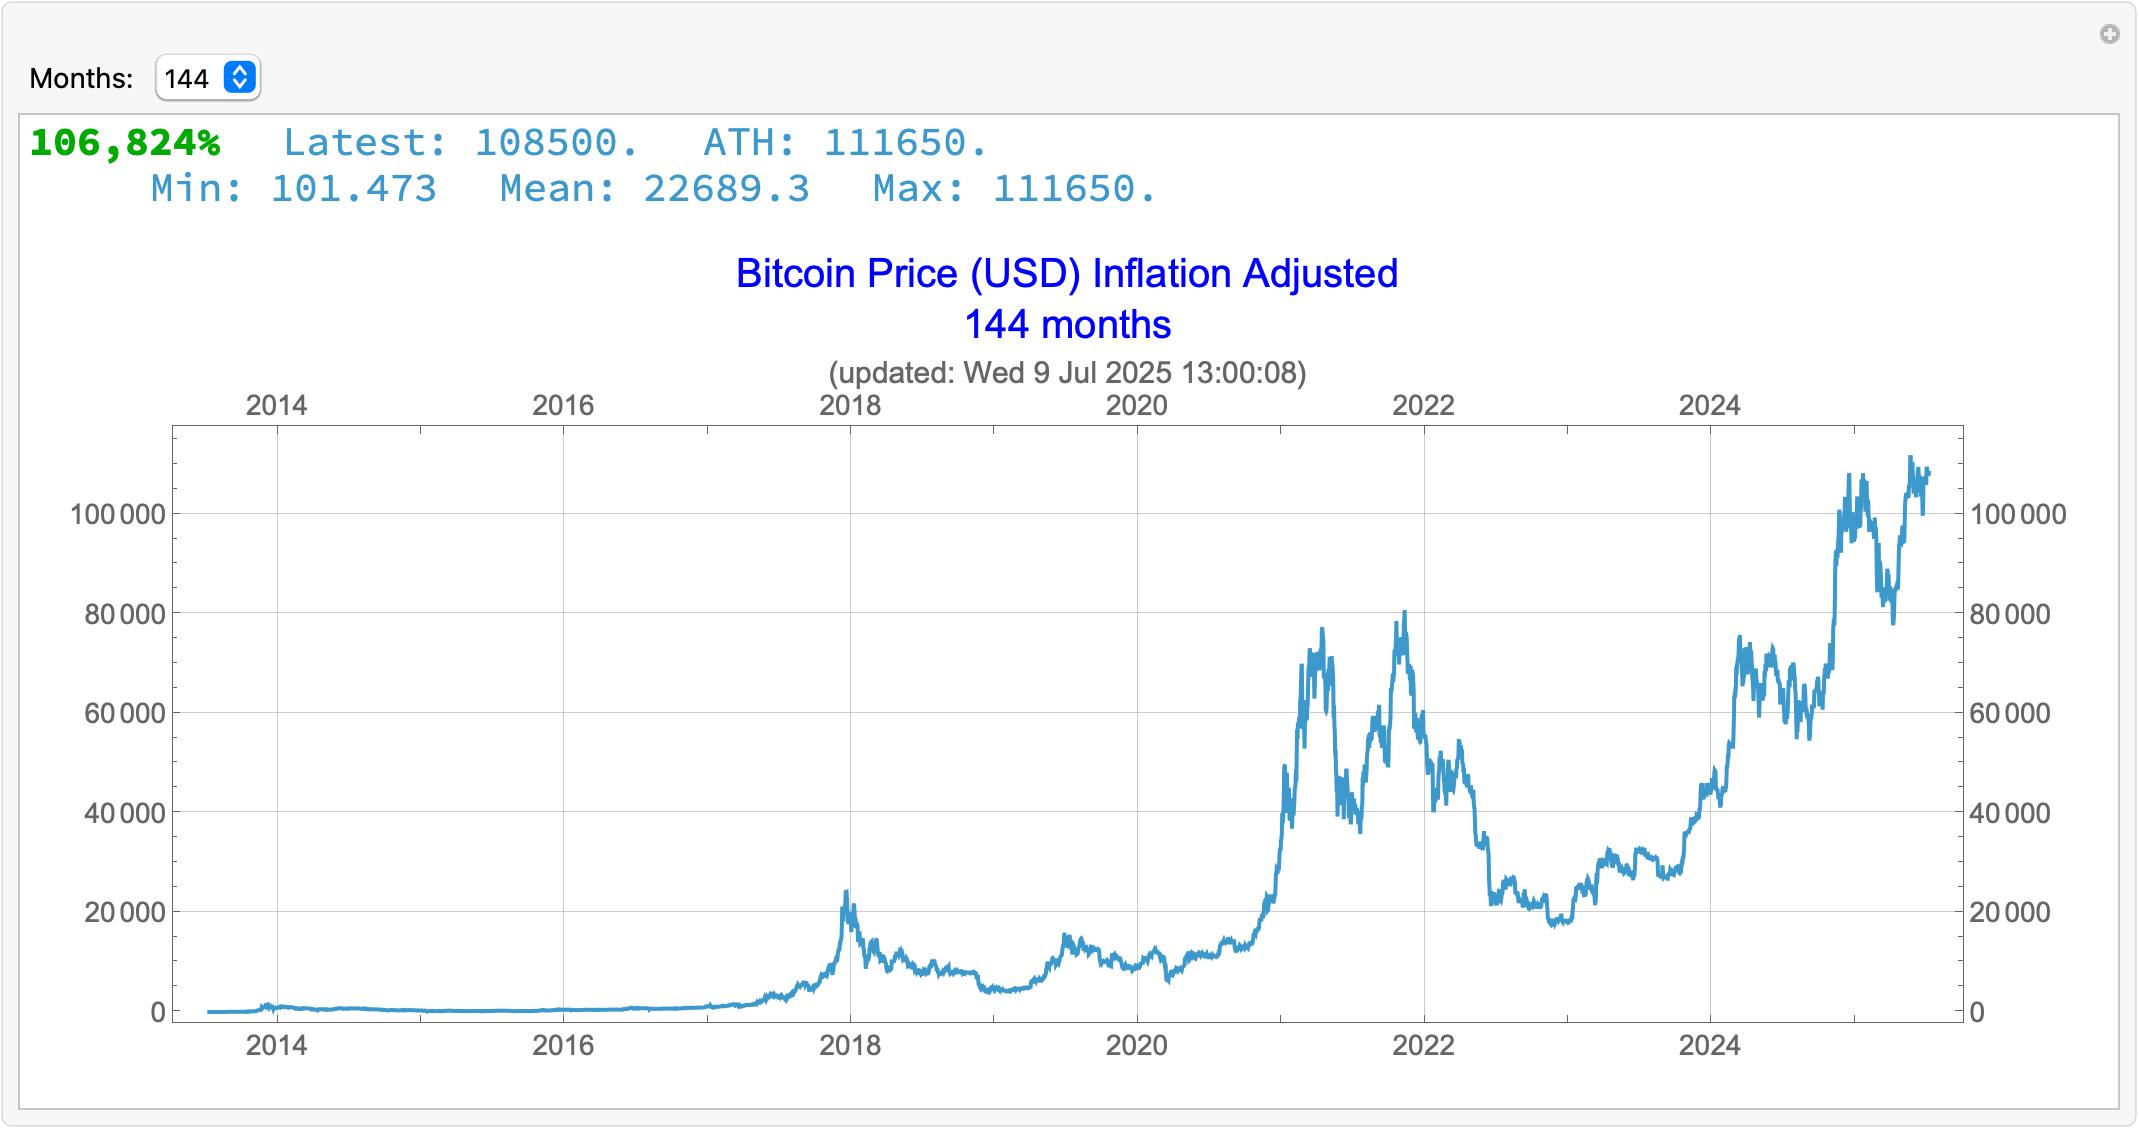 Months: 144
106,824% Latest: 108500. ATH: 111650.
Min: 101.473 Mean: 22689.3 Max: 111650.
Bitcoin Price (USD) Inflation Adjusted
144 months
(updated: Wed 9 Jul 2025 13:00:08)
2014 2016 2018 2020 2022 2024
100 000 100 000
80 000 80 000
60 000 60 000
40 000 40 000
20 000 20 000
0 0
2014 2016 2018 2020 2022 2024